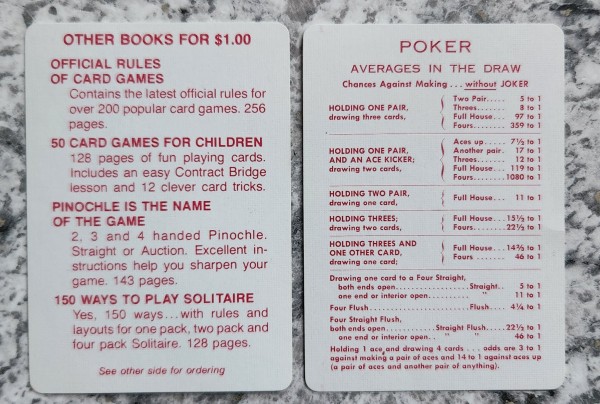 OTHER BOOKS FOR $1.00
OFFICIAL RULES
OF CARD GAMES
Contains the latest official rules for
over 200 popular card games. 256
pages.
50 CARD GAMES FOR CHILDREN
128 pages of fun playing cards.
Includes an easy Contract Bridge
lesson and 12 clever card tricks.
PINOCHLE IS THE NAME
OF THE GAME
2, 3 and 4 handed Pinochle.
Straight or Auction. Excellent in-
structions help you sharpen your
game. 143 pages.
150 WAYS TO PLAY SOLITAIRE
Yes, 150 ways...with rules and
layouts for one pack, two pack and
four pack Solitaire. 128 pages.
See other side for ordering
POKER
AVERAGES IN THE DRAW
Chances Against Making...without JOKER
HOLDING ONE PAIR,
drawing three cards,
Two Pair..... 5 to 1
Threes....... 8 to 1
Full House... 97 to 1
Fours........ 359 to 1
HOLDING ONE PAIR,
AND AN ACE KICKER;
drawing two cards,
Aces up..... 7½ to 1
Another pair. 17 to 1
Threes....... 12 to 1
Full House... 119 to 1
Fours........1080 to 1
HOLDING TWO PAIR,
drawing one card,
Full House... 11 to 1
HOLDING THREES;
drawing two cards,
Full House...15½ to 1
Fours........22½ to 1
HOLDING THREES AND
ONE OTHER CARD,
drawing one card;
Full House...14⅔ to 1
Fours........ 46 to 1
Drawing one card to a Four Straight,
both ends open..............Straight.. 5 to 1
one end or interior open.......... " 11 to 1
Four Flush.......................Flush.... 4¼ to 1
Four Straight Flush,
both ends open.......... Straight Flush.....22½ to 1
one end or interior open.. " " 46 to 1
Holding 1 ace and drawing 4 cards ... odds are 3 to 1
against making a pair of aces and 14 to 1 against aces up
(a pair of aces and another pair of anything).